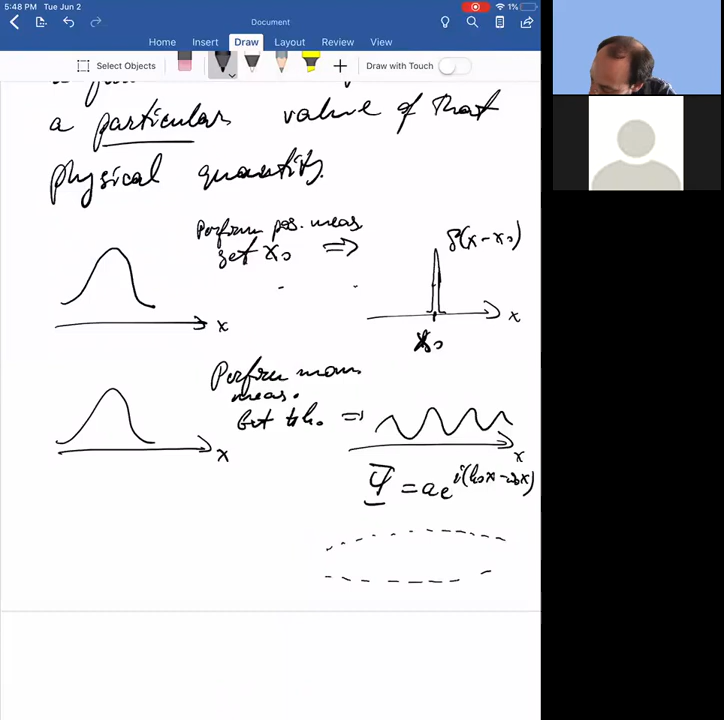 5:48 PM Tue Jun 2
1%
Document
Home Insert Draw Layout Review View
Select Objects
Draw with Touch
a particular value of that
physical quantity.
Perform pos. meas.
get x₀ ⇒
δ(x-x₀)
x
x
x₀
Perform mom.
meas.
Get ħk₀ ⇒
x
x
Ψ = ae^i(k₀x-ω₀x)